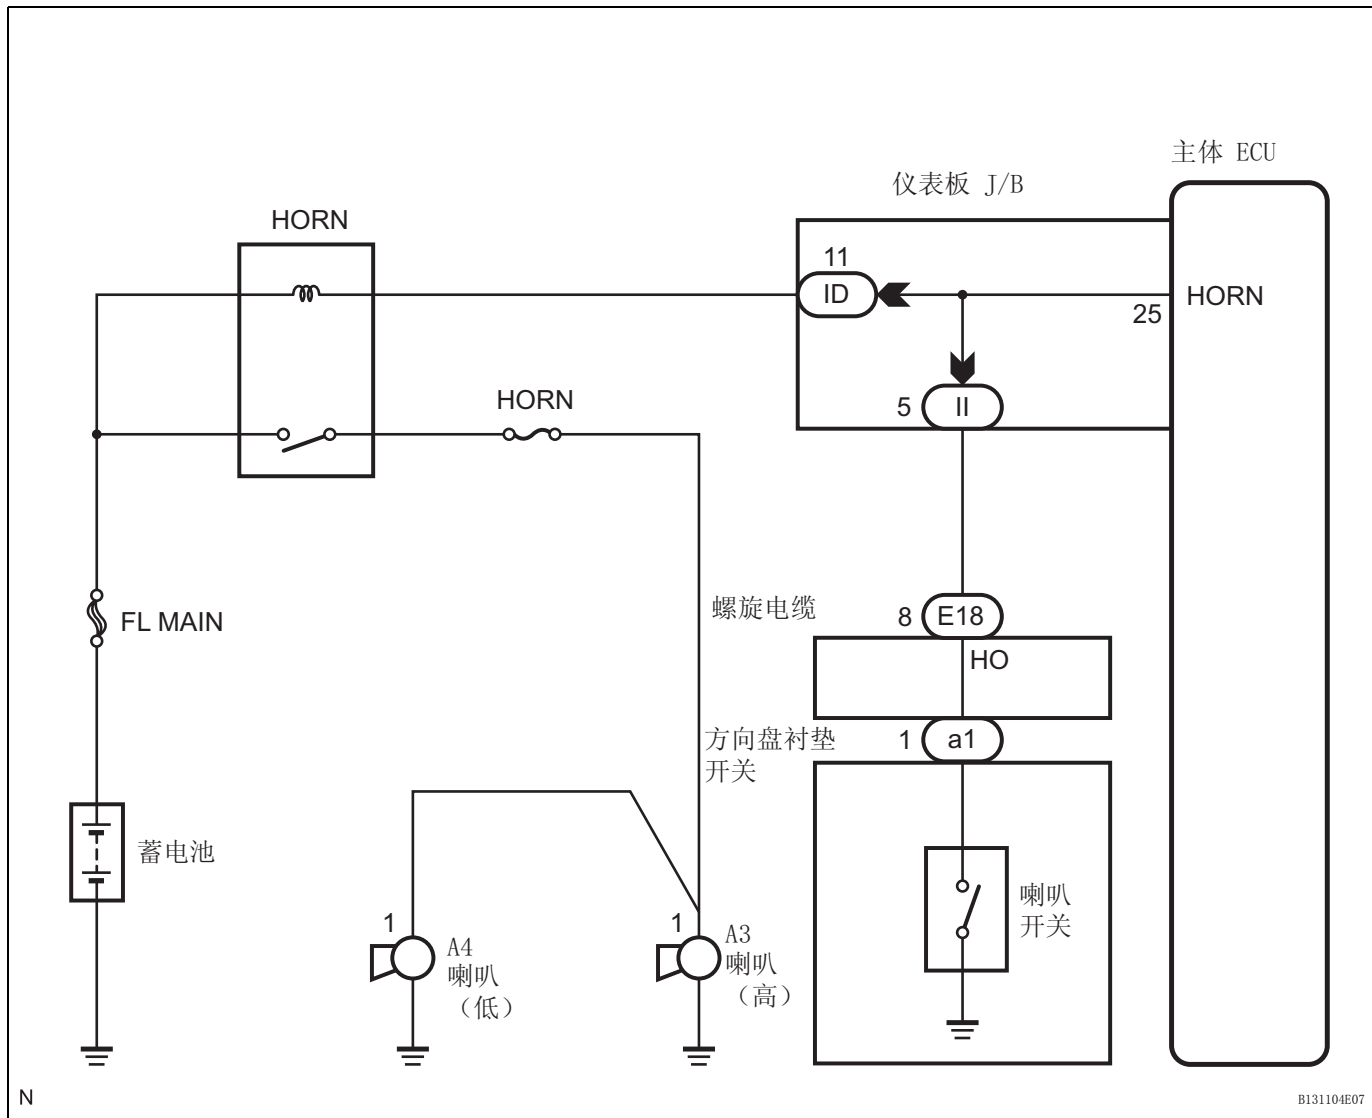 主体 ECU
仪表板 J/B
HORN
11
ID
HORN
25
HORN
5
II
FL MAIN
螺旋电缆
8
E18
HO
方向盘衬垫
开关
1
a1
蓄电池
喇叭
开关
1
A4
喇叭
（低）
1
A3
喇叭
（高）
N
B131104E07